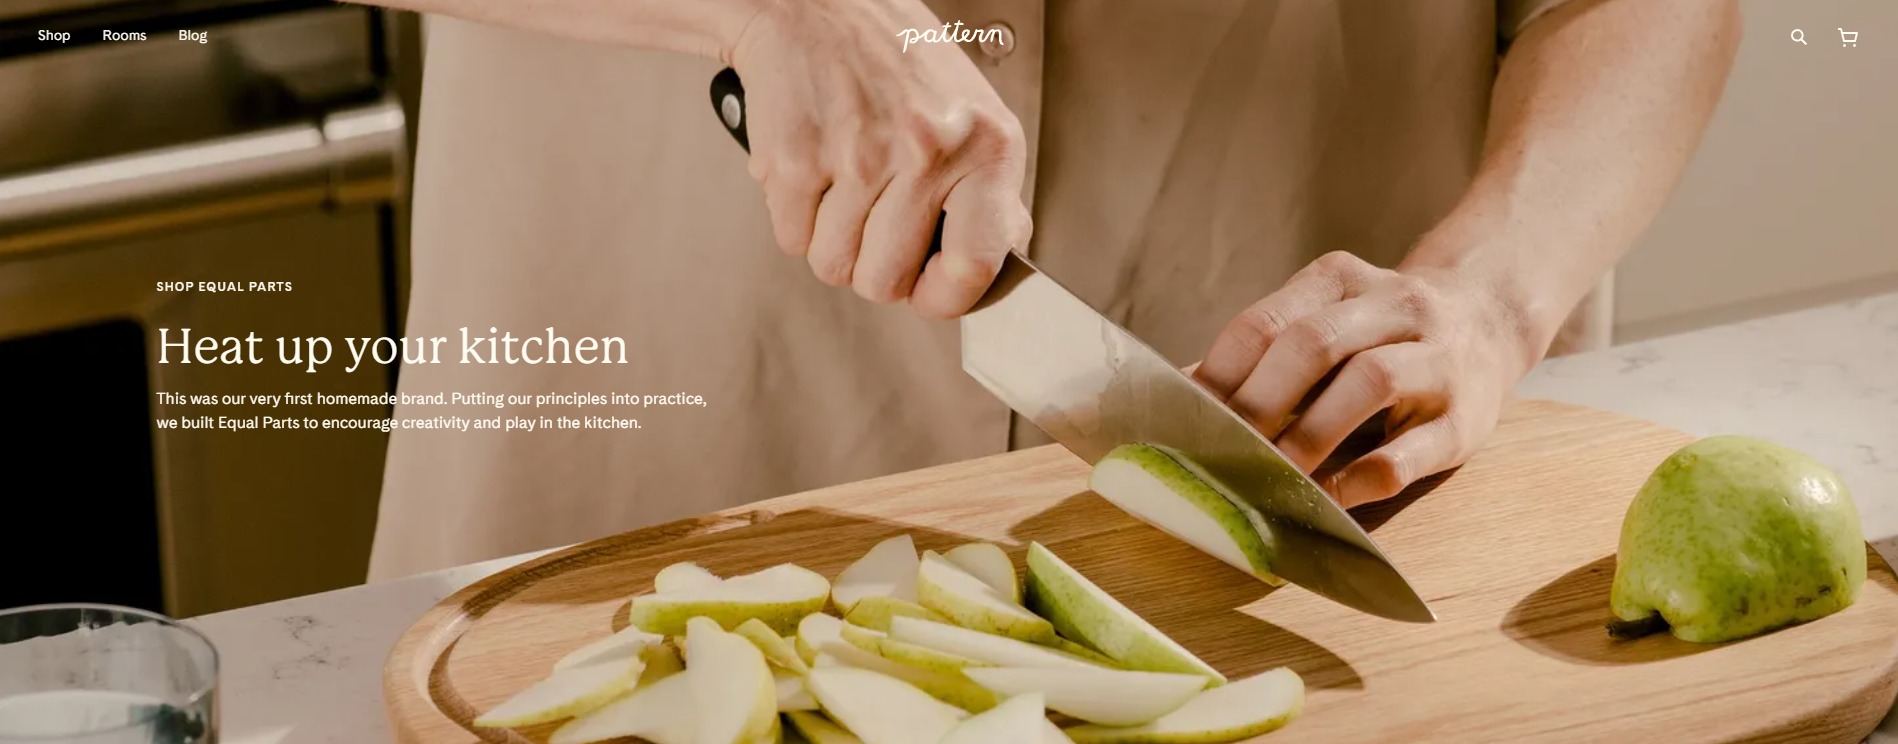 Shop
Rooms
Blog
pattern
SHOP EQUAL PARTS
Heat up your kitchen
This was our very first homemade brand. Putting our principles into practice,
we built Equal Parts to encourage creativity and play in the kitchen.